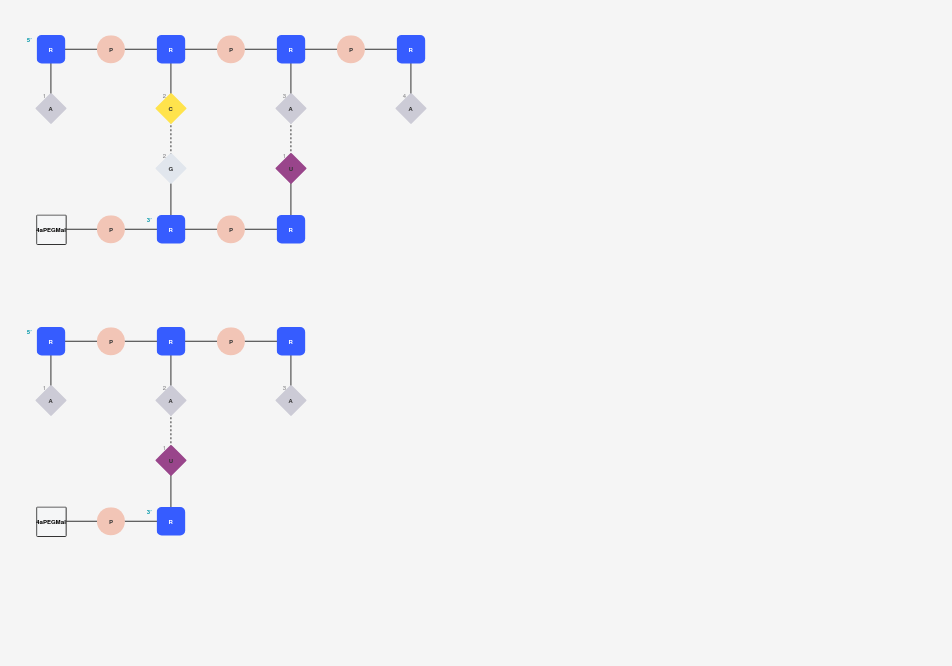 5'
R P R P R P R
1 2 3 4
A C A A
2 1
G U
3'
4aPEGMal P R P R
5'
R P R P R
1 2 3
A A A
1
U
3'
4aPEGMal P R